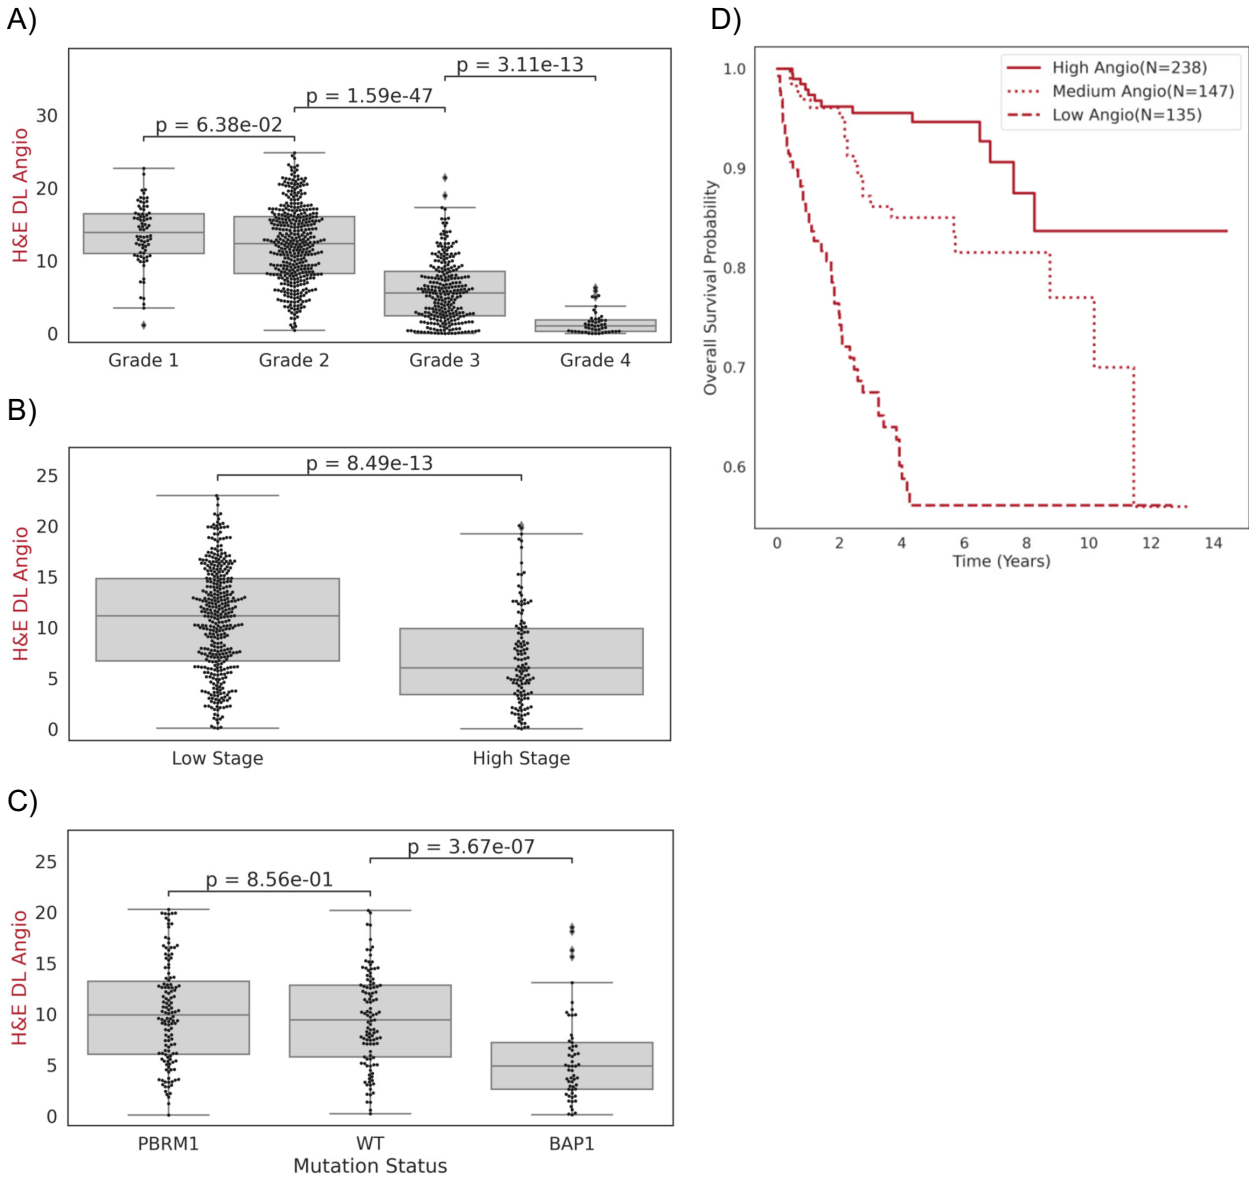 A)
p = 3.11e-13
p = 1.59e-47
p = 6.38e-02
H&E DL Angio
30
20
10
0
Grade 1 Grade 2 Grade 3 Grade 4
B)
p = 8.49e-13
H&E DL Angio
25
20
15
10
5
0
Low Stage High Stage
C)
p = 3.67e-07
p = 8.56e-01
H&E DL Angio
25
20
15
10
5
0
PBRM1 WT BAP1
Mutation Status
D)
High Angio(N=238)
Medium Angio(N=147)
Low Angio(N=135)
Overall Survival Probability
1.0
0.9
0.8
0.7
0.6
0 2 4 6 8 10 12 14
Time (Years)